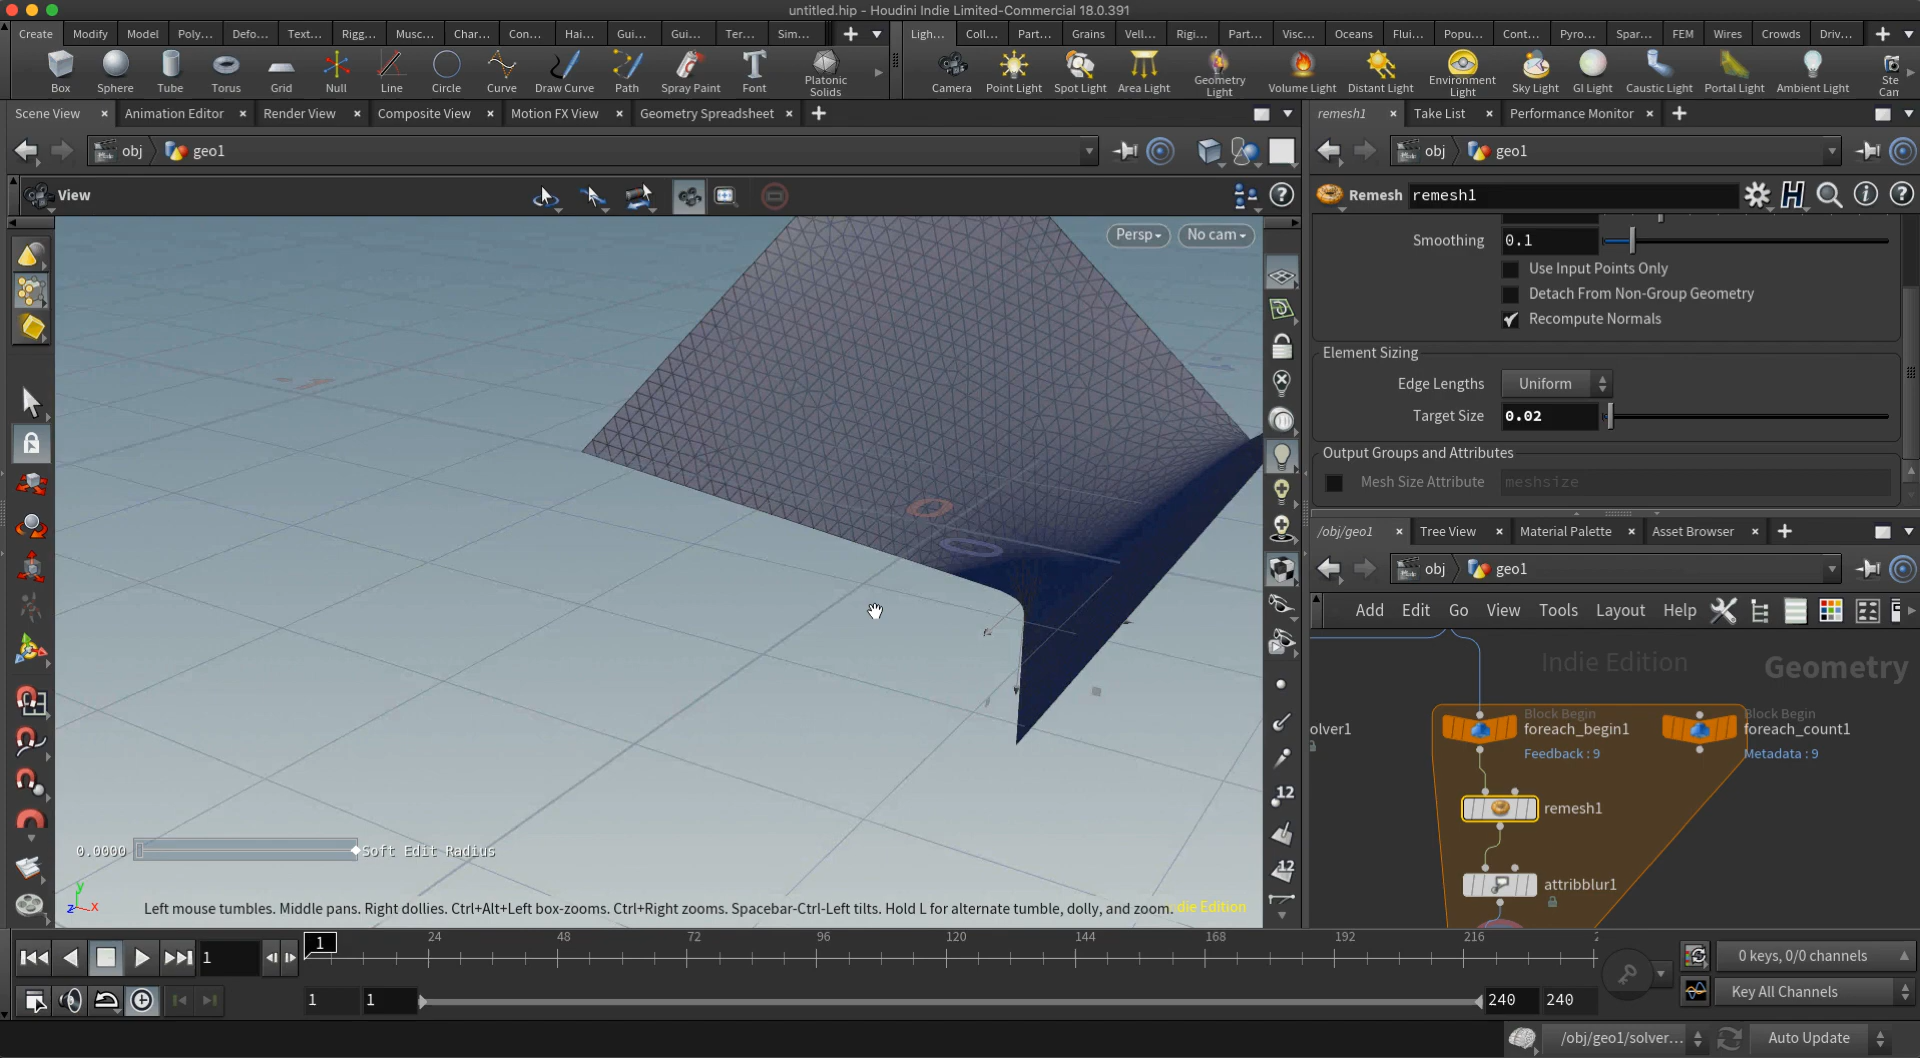 untitled.hip - Houdini Indie Limited-Commercial 18.0.391
Create Modify Model Poly... Defo... Text... Rigg... Musc... Char... Con... Hai... Gui... Gui... Ter... Sim...
Ligh... Coll... Part... Grains Vell... Rigi... Part... Visc... Oceans Flui... Popu... Cont... Pyro... Spar... FEM Wires Crowds Driv...
Box Sphere Tube Torus Grid Null Line Circle Curve Draw Curve Path Spray Paint Font Platonic Solids
Camera Point Light Spot Light Area Light Geometry Light Volume Light Distant Light Environment Light Sky Light GI Light Caustic Light Portal Light Ambient Light Ste Can
Scene View Animation Editor Render View Composite View Motion FX View Geometry Spreadsheet
remesh1 Take List Performance Monitor
obj geo1
obj geo1
View
Remesh remesh1
Persp No cam
Smoothing 0.1
Use Input Points Only
Detach From Non-Group Geometry
Recompute Normals
Element Sizing
Edge Lengths Uniform
Target Size 0.02
Output Groups and Attributes
Mesh Size Attribute meshsize
/obj/geo1 Tree View Material Palette Asset Browser
obj geo1
Add Edit Go View Tools Layout Help
Indie Edition
Geometry
olver1
Block Begin
foreach_begin1
Feedback : 9
Block Begin
foreach_count1
Metadata : 9
remesh1
attribblur1
12
12
0.0000 Soft Edit Radius
y
z x
Left mouse tumbles. Middle pans. Right dollies. Ctrl+Alt+Left box-zooms. Ctrl+Right zooms. Spacebar-Ctrl-Left tilts. Hold L for alternate tumble, dolly, and zoom.
die Edition
1 1 24 48 72 96 120 144 168 192 216
0 keys, 0/0 channels
1 1 240 240
Key All Channels
/obj/geo1/solver... Auto Update